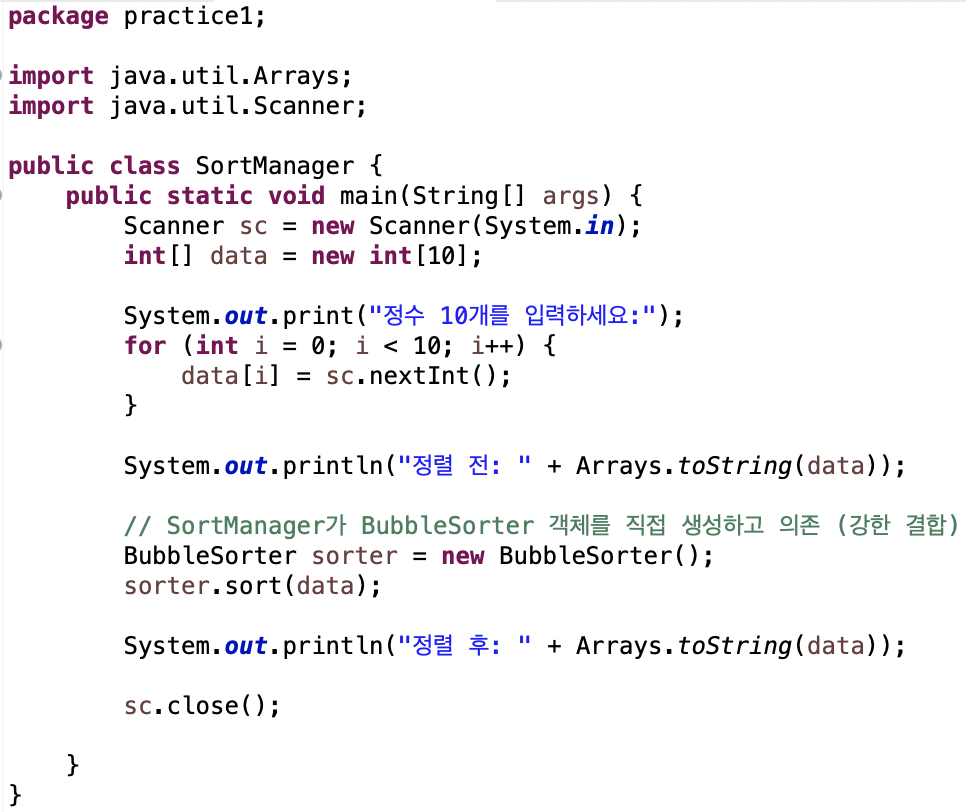 package practice1;
import java.util.Arrays;
import java.util.Scanner;
public class SortManager {
public static void main(String[] args) {
Scanner sc = new Scanner(System.in);
int[] data = new int[10];
System.out.print("정수 10개를 입력하세요:");
for (int i = 0; i < 10; i++) {
data[i] = sc.nextInt();
}
System.out.println("정렬 전: " + Arrays.toString(data));
// SortManager가 BubbleSorter 객체를 직접 생성하고 의존 (강한 결합)
BubbleSorter sorter = new BubbleSorter();
sorter.sort(data);
System.out.println("정렬 후: " + Arrays.toString(data));
sc.close();
}
}